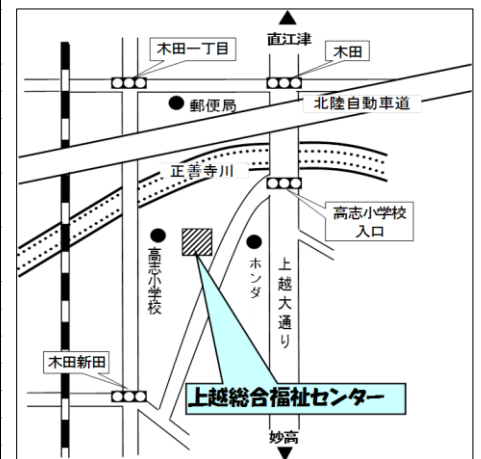 直江津
木田一丁目
木田
郵便局
北陸自動車道
正善寺川
高志小学校
入口
高志小学校
ホンダ
上越大通り
木田新田
上越総合福祉センター
妙高